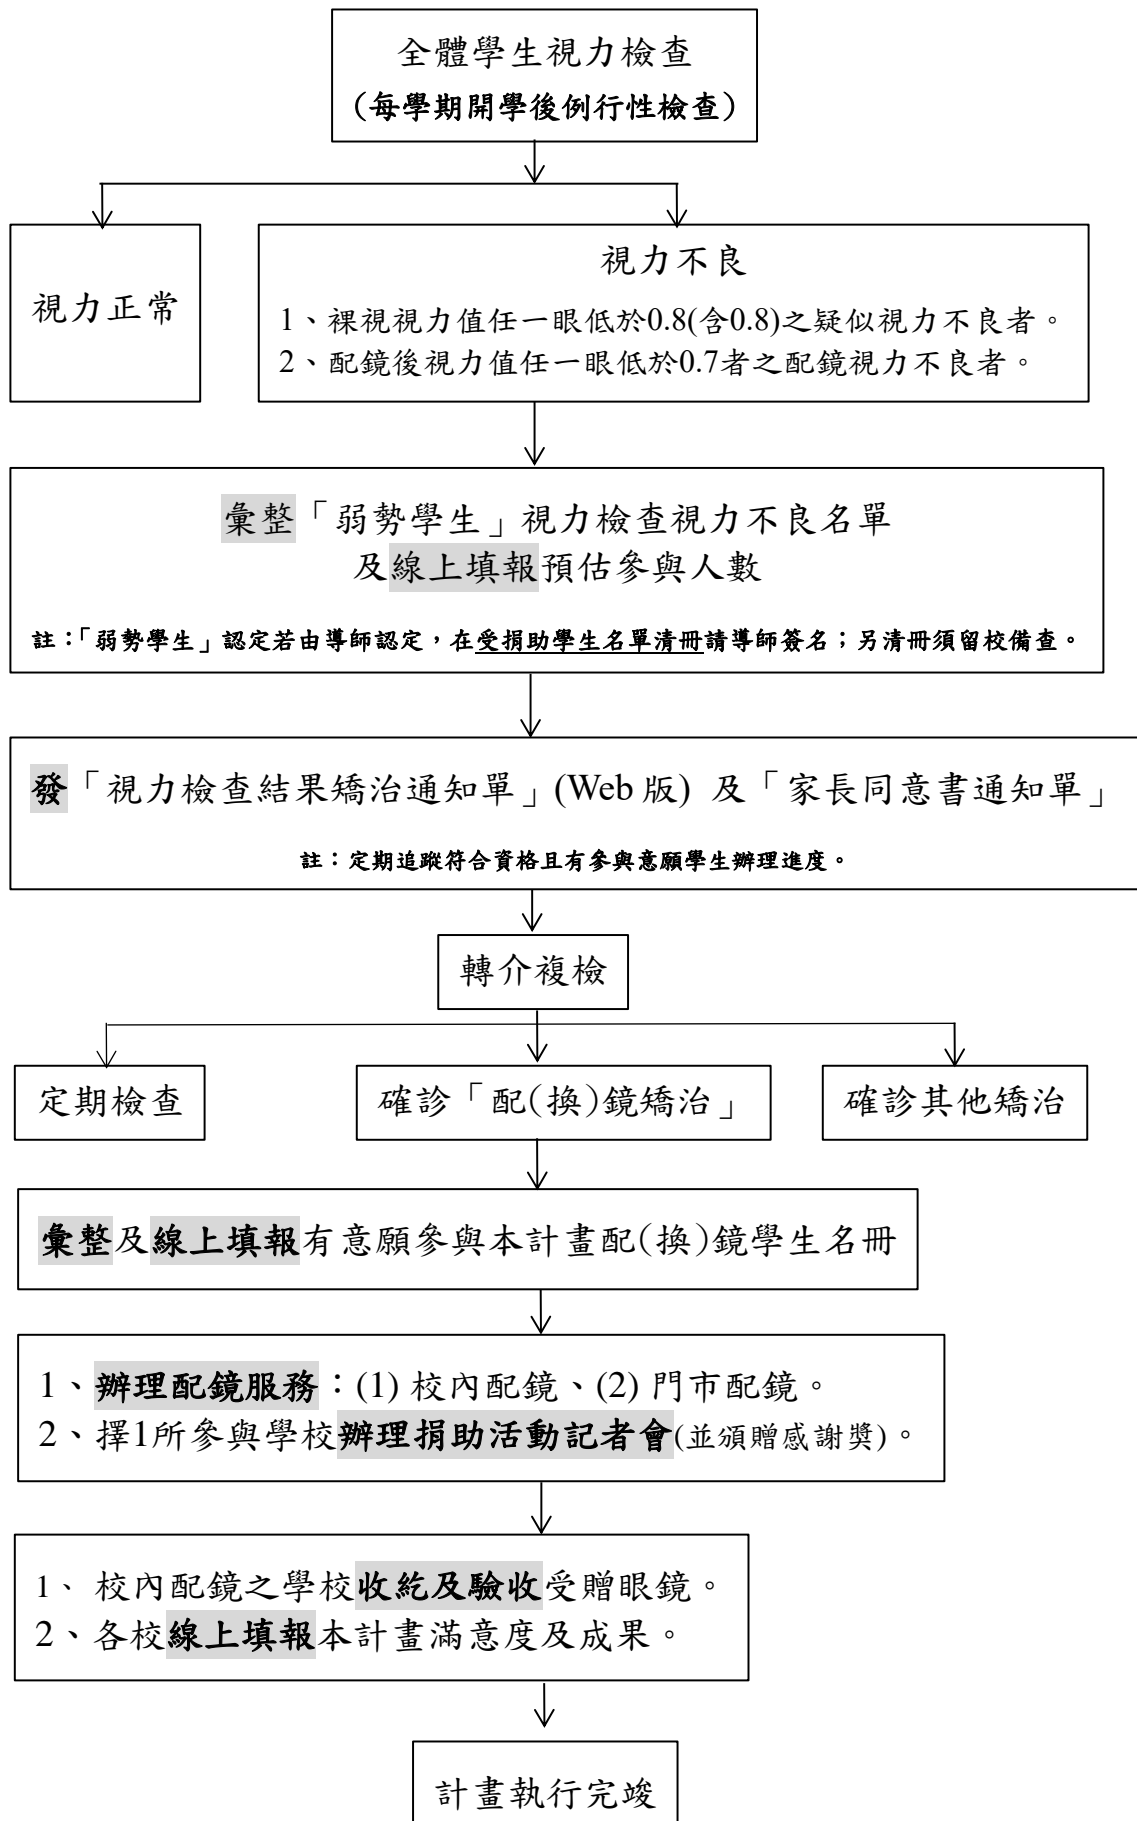 全體學生視力檢查
(每學期開學後例行性檢查)
視力正常
視力不良
1、裸視視力值任一眼低於0.8(含0.8)之疑似視力不良者。
2、配鏡後視力值任一眼低於0.7者之配鏡視力不良者。
彙整「弱勢學生」視力檢查視力不良名單
及線上填報預估參與人數
註：「弱勢學生」認定若由導師認定，在受捐助學生名單清冊請導師簽名；另清冊須留校備查。
發「視力檢查結果矯治通知單」(Web 版) 及「家長同意書通知單」
註：定期追蹤符合資格且有參與意願學生辦理進度。
轉介複檢
定期檢查
確診「配(換)鏡矯治」
確診其他矯治
彙整及線上填報有意願參與本計畫配(換)鏡學生名冊
1、辦理配鏡服務：(1) 校內配鏡、(2) 門市配鏡。
2、擇1所參與學校辦理捐助活動記者會(並頒贈感謝獎)。
1、 校內配鏡之學校收訖及驗收受贈眼鏡。
2、各校線上填報本計畫滿意度及成果。
計畫執行完竣